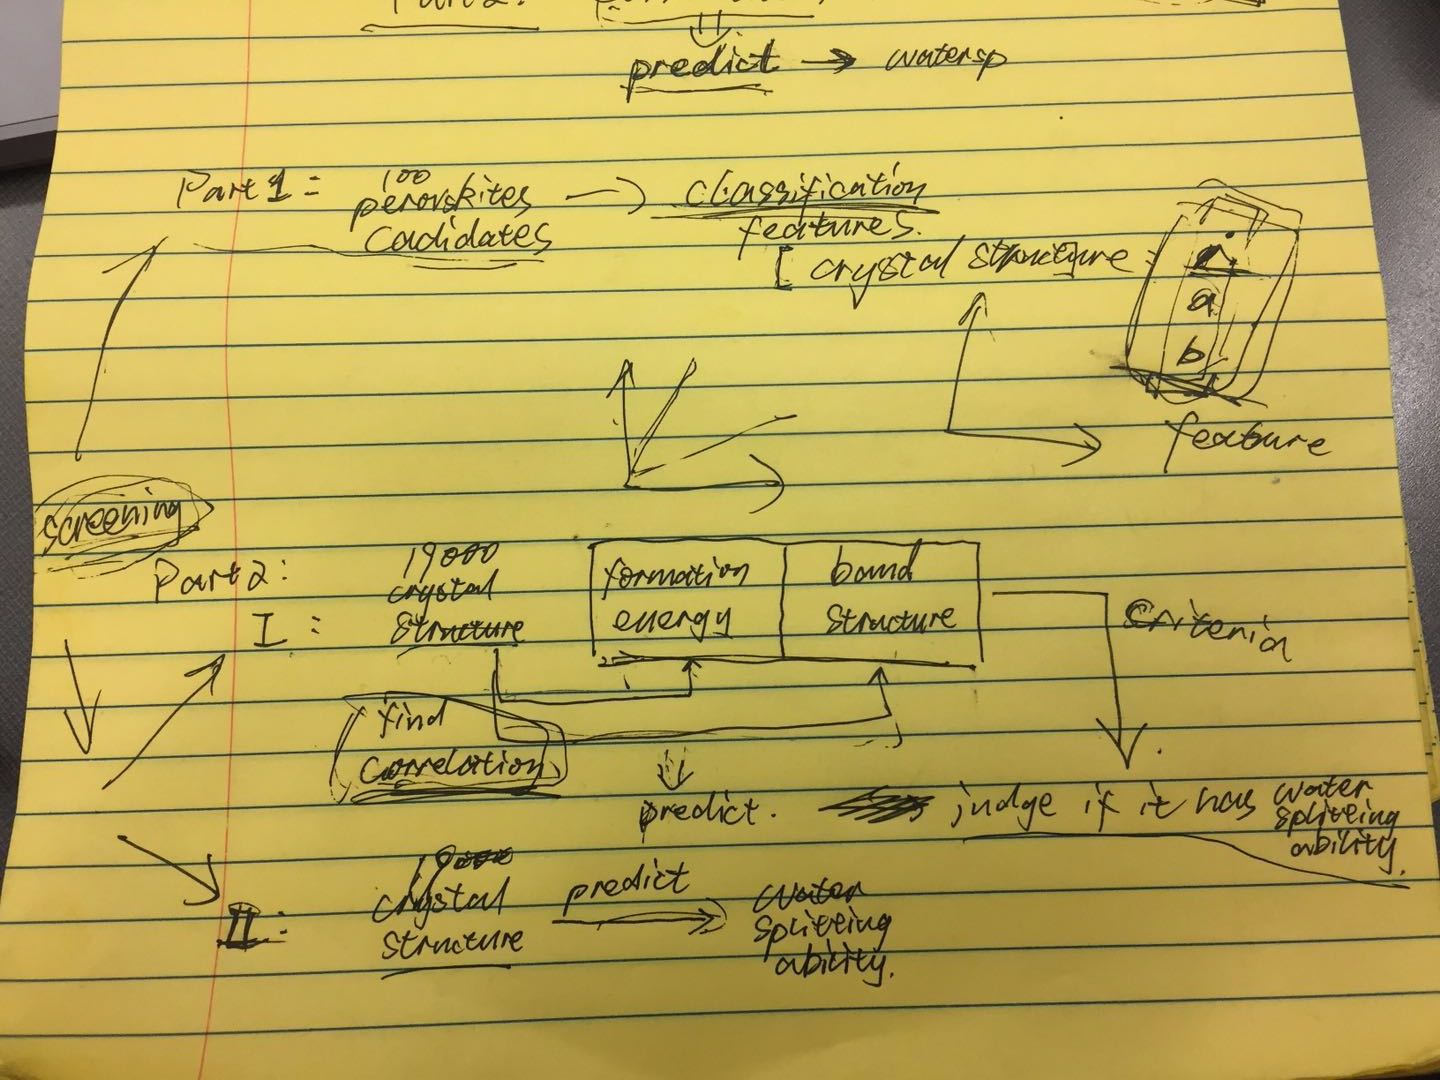 Part 2:
predict → watersp
Part 1 : 100 perovskites cadidates → classification features.
[ crystal structure :
a
b
feature
screening
Part 2:
I : 19000 crystal structure
formation energy
band structure
criteria
find correlation
predict.
judge if it has water splitting ability.
II : crystal structure predict → water splitting ability.